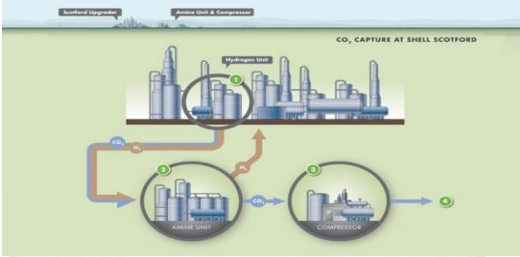 Scotford Upgrader
Amine Unit & Compressor
CO₂ CAPTURE AT SHELL SCOTFORD
Hydrogen Unit
1
CO₂
H₂
2
H₂
3
CO₂
4
AMINE UNIT
COMPRESSOR